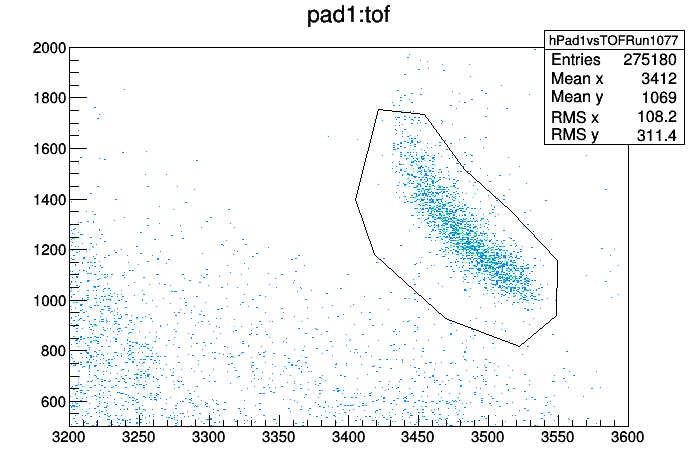 pad1:tof
hPad1vsTOFRun1077
Entries 275180
Mean x 3412
Mean y 1069
RMS x 108.2
RMS y 311.4
2000
1800
1600
1400
1200
1000
800
600
3200 3250 3300 3350 3400 3450 3500 3550 3600